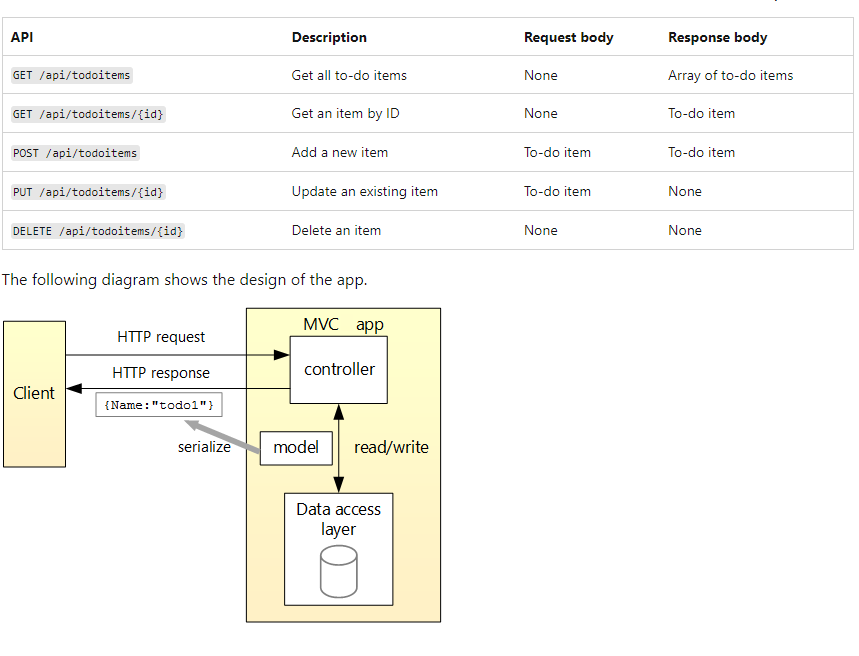 API Description Request body Response body
GET /api/todoitems Get all to-do items None Array of to-do items
GET /api/todoitems/{id} Get an item by ID None To-do item
POST /api/todoitems Add a new item To-do item To-do item
PUT /api/todoitems/{id} Update an existing item To-do item None
DELETE /api/todoitems/{id} Delete an item None None
The following diagram shows the design of the app.
MVC app
HTTP request
controller
HTTP response
Client
{Name:"todo1"}
serialize
model
read/write
Data access
layer